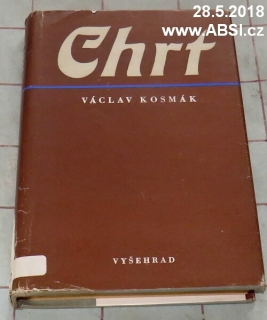 28.5.2018
www.ABSI.cz
Chrt
VÁCLAV KOSMÁK
VYŠEHRAD